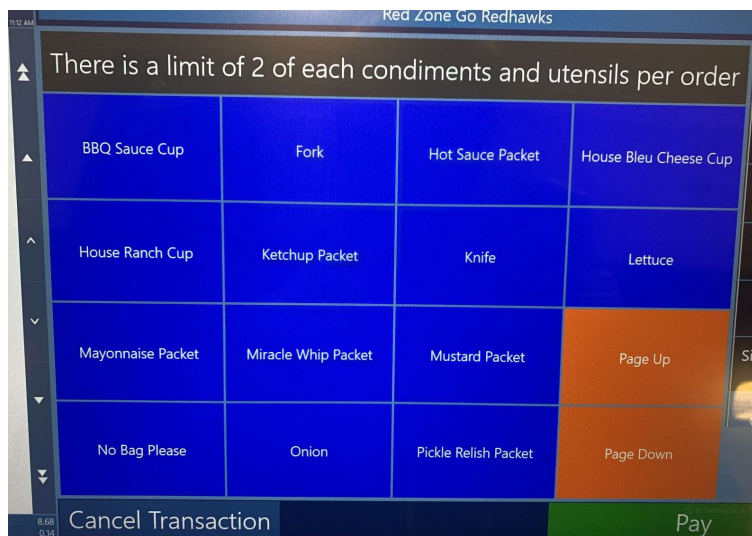 Red Zone Go Redhawks
11:12 AM
There is a limit of 2 of each condiments and utensils per order
BBQ Sauce Cup
Fork
Hot Sauce Packet
House Bleu Cheese Cup
House Ranch Cup
Ketchup Packet
Knife
Lettuce
Mayonnaise Packet
Miracle Whip Packet
Mustard Packet
Page Up
No Bag Please
Onion
Pickle Relish Packet
Page Down
8.68
0.14
Cancel Transaction
Pay